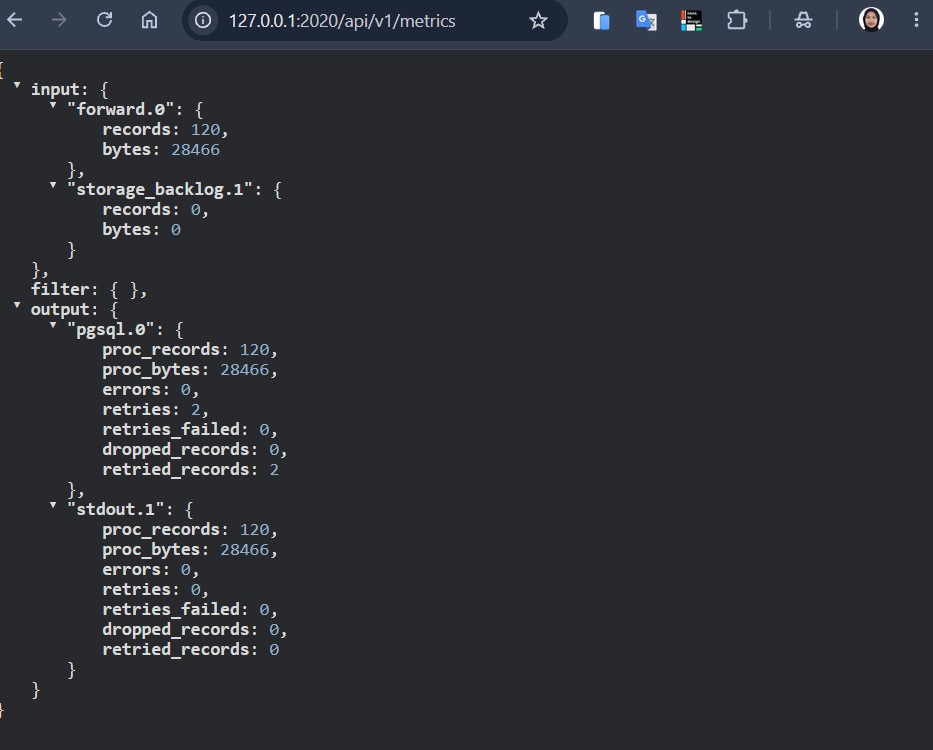 127.0.0.1:2020/api/v1/metrics
{
input: {
"forward.0": {
records: 120,
bytes: 28466
},
"storage_backlog.1": {
records: 0,
bytes: 0
}
},
filter: { },
output: {
"pgsql.0": {
proc_records: 120,
proc_bytes: 28466,
errors: 0,
retries: 2,
retries_failed: 0,
dropped_records: 0,
retried_records: 2
},
"stdout.1": {
proc_records: 120,
proc_bytes: 28466,
errors: 0,
retries: 0,
retries_failed: 0,
dropped_records: 0,
retried_records: 0
}
}
}